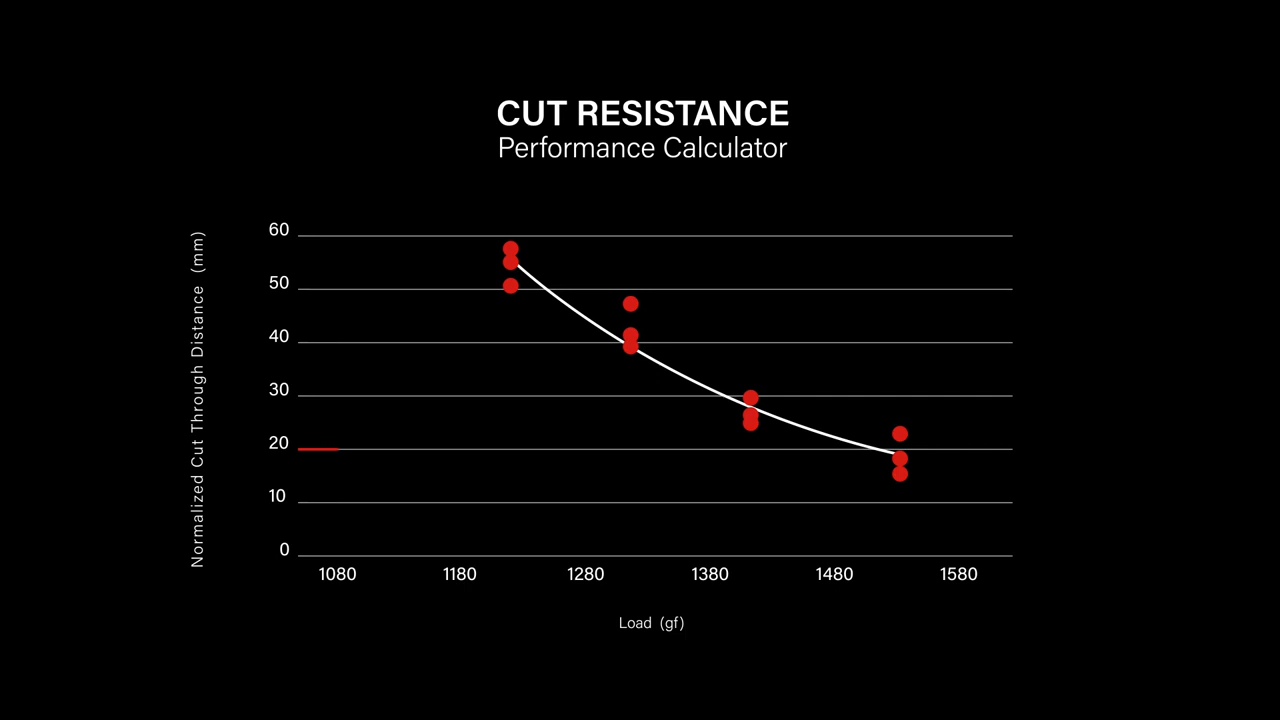 CUT RESISTANCE
Performance Calculator
Normalized Cut Through Distance (mm)
60
50
40
30
20
10
0
1080 1180 1280 1380 1480 1580
Load (gf)